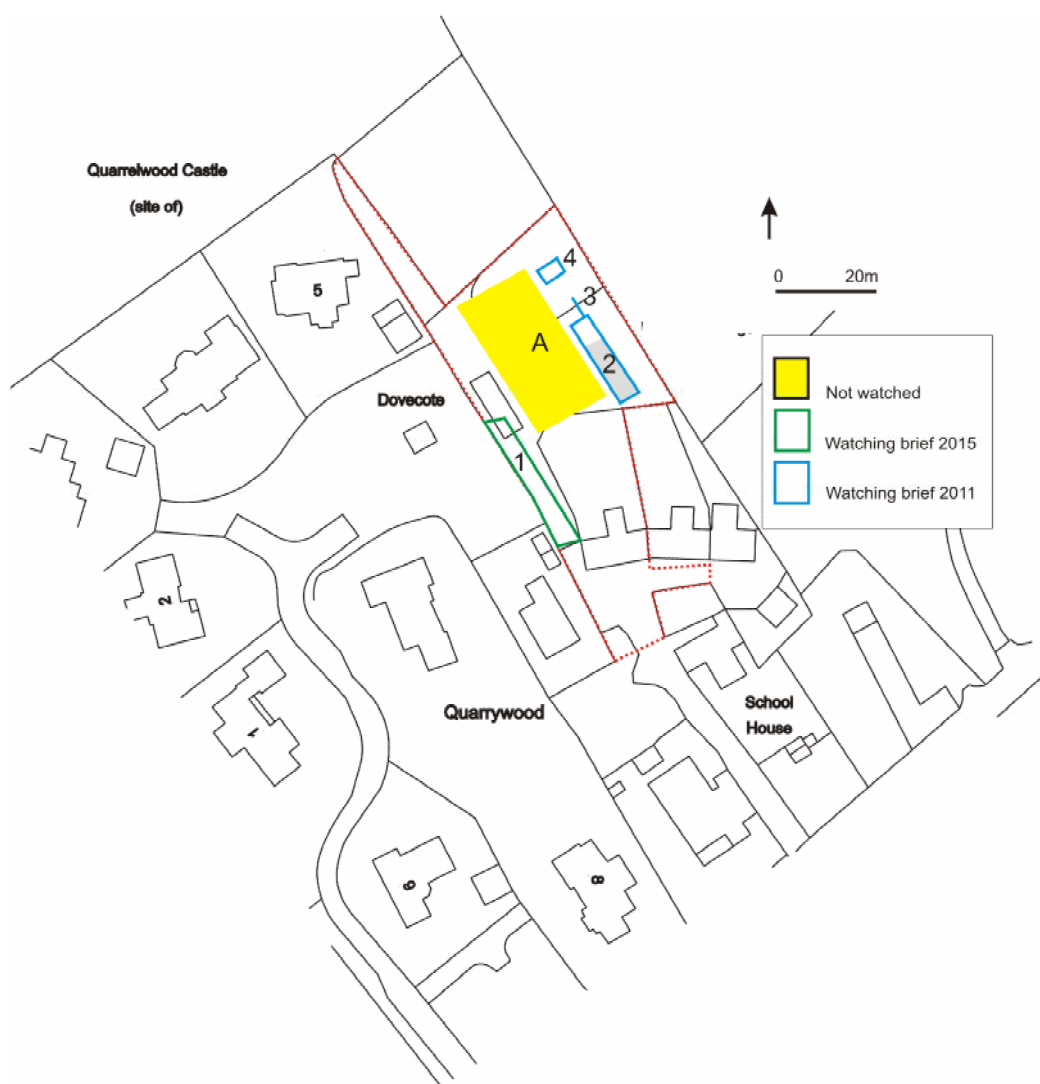 Quarrelwood Castle
(site of)
5
4
3
0 20m
A
2
Not watched
Dovecote
Watching brief 2015
1
Watching brief 2011
2
School
House
Quarrywood
1
6
8